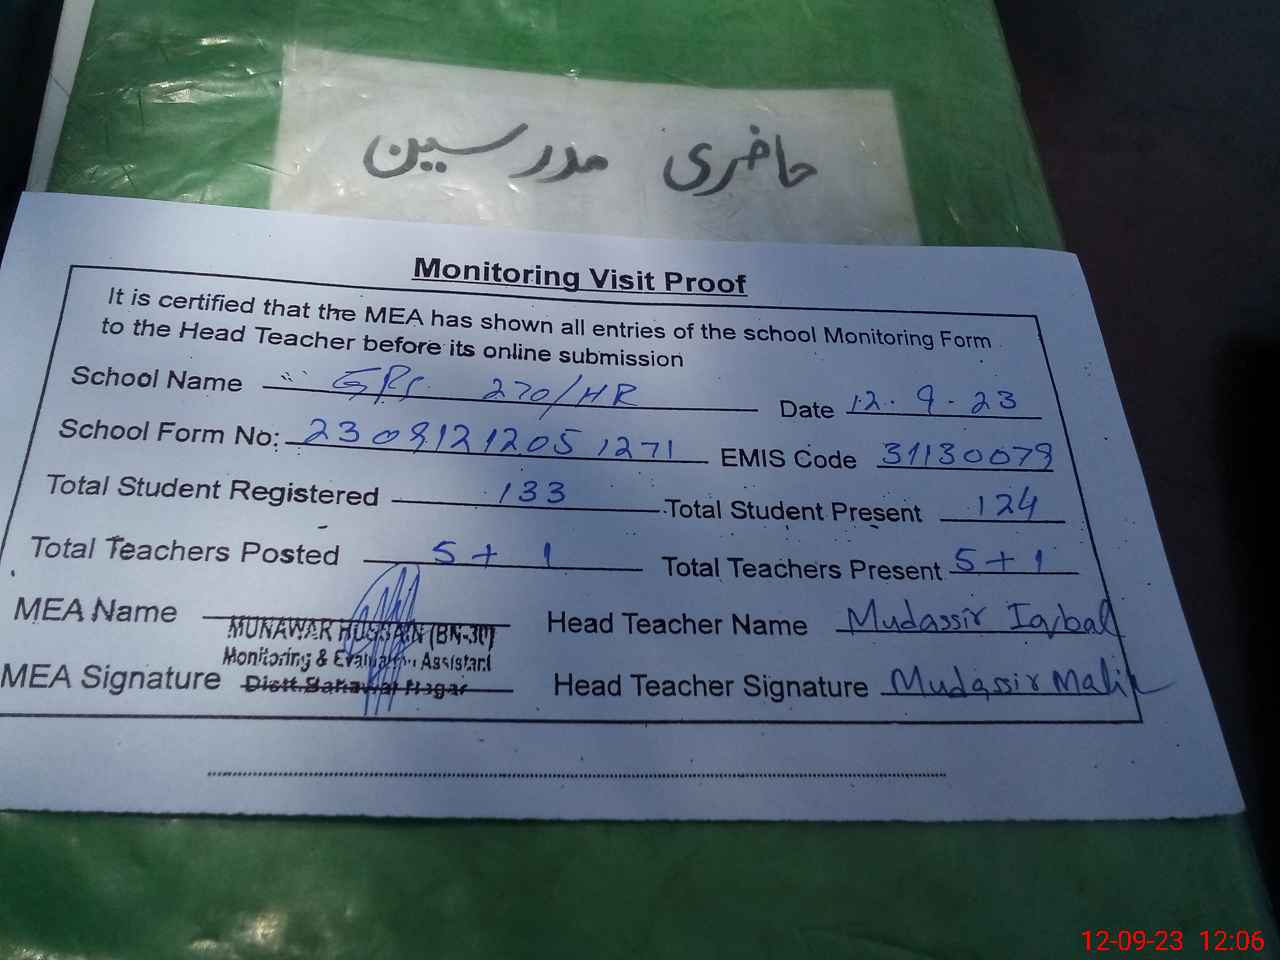 حاضری مدرسین
Monitoring Visit Proof
It is certified that the MEA has shown all entries of the school Monitoring Form
to the Head Teacher before its online submission
School Name GPS 270/HR Date 12.9.23
School Form No: 23091212051271 EMIS Code 31130079
Total Student Registered 133 Total Student Present 124
Total Teachers Posted 5+1 Total Teachers Present 5+1
MEA Name Head Teacher Name Mudassir Iqbal
MUNAWAR HUSSAIN (BN-30)
Monitoring & Evaluation Assistant
MEA Signature Distt. Bahawal Nagar Head Teacher Signature Mudassir Malik
12-09-23 12:06